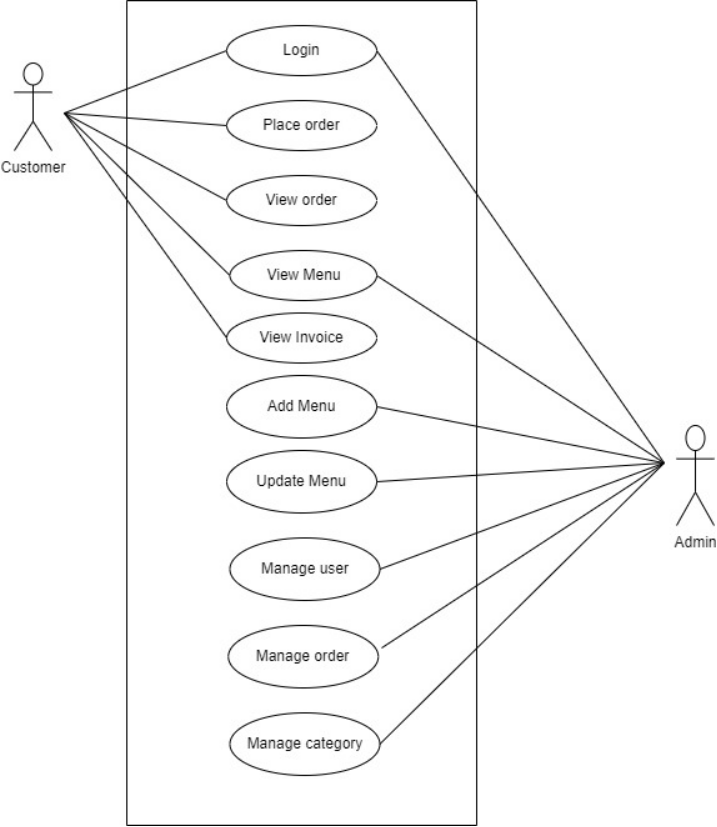 Login
Place order
Customer
View order
View Menu
View Invoice
Add Menu
Update Menu
Admin
Manage user
Manage order
Manage category